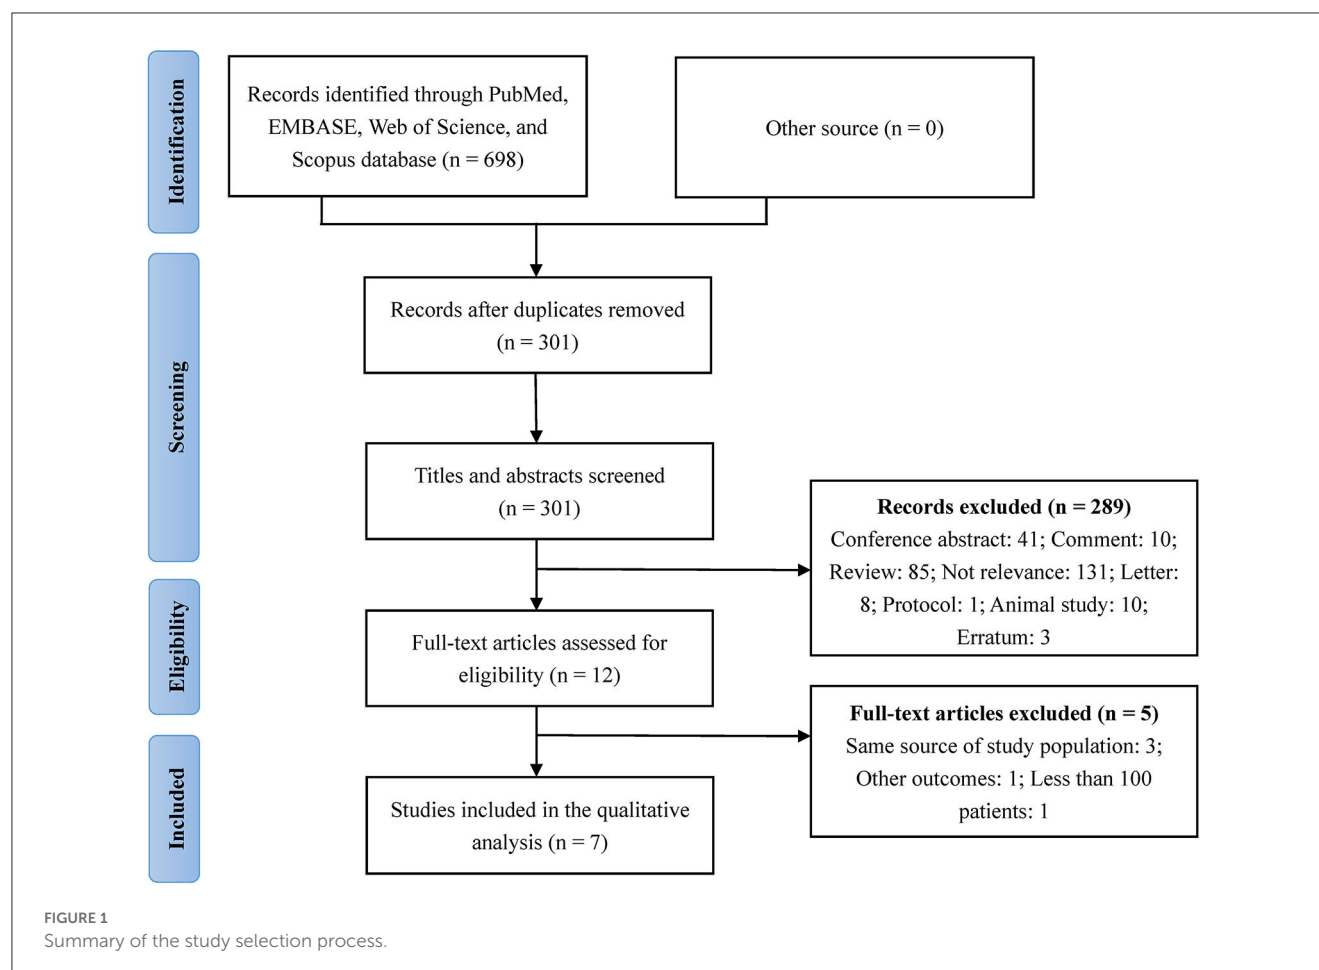 Identification
Records identified through PubMed,
EMBASE, Web of Science, and
Scopus database (n = 698)
Other source (n = 0)
Screening
Records after duplicates removed
(n = 301)
Titles and abstracts screened
(n = 301)
Records excluded (n = 289)
Conference abstract: 41; Comment: 10;
Review: 85; Not relevance: 131; Letter:
8; Protocol: 1; Animal study: 10;
Erratum: 3
Eligibility
Full-text articles assessed for
eligibility (n = 12)
Full-text articles excluded (n = 5)
Same source of study population: 3;
Other outcomes: 1; Less than 100
patients: 1
Included
Studies included in the qualitative
analysis (n = 7)
FIGURE 1
Summary of the study selection process.